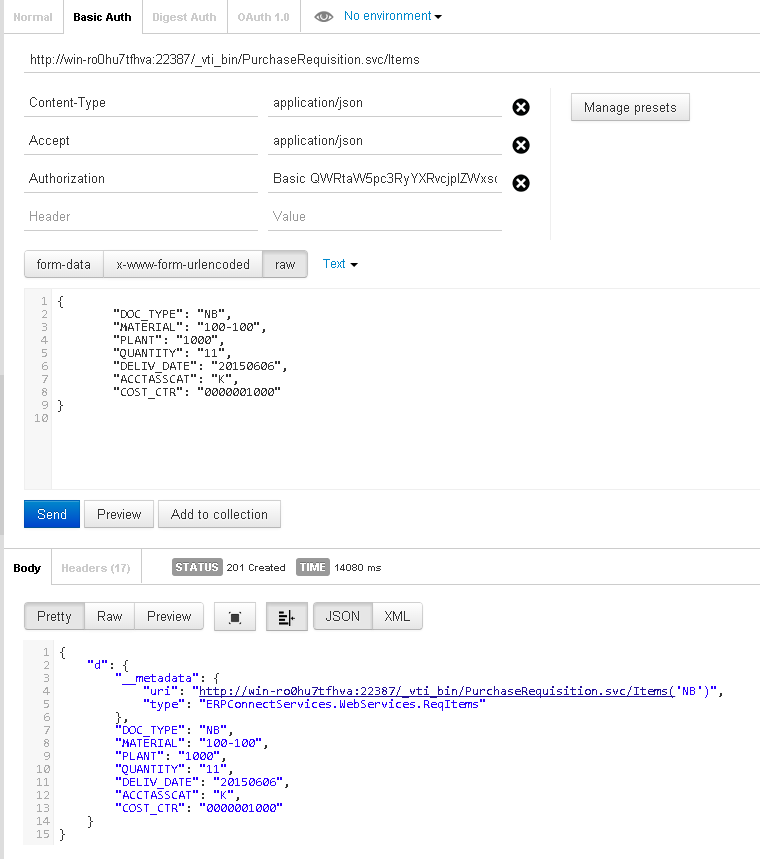 Normal Basic Auth Digest Auth OAuth 1.0 No environment
http://win-ro0hu7tfhva:22387/_vti_bin/PurchaseRequisition.svc/Items
Content-Type application/json
Manage presets
Accept application/json
Authorization Basic
Header Value
form-data x-www-form-urlencoded raw Text
1 {
2 "DOC_TYPE": "NB",
3 "MATERIAL": "100-100",
4 "PLANT": "1000",
5 "QUANTITY": "11",
6 "DELIV_DATE": "20150606",
7 "ACCTASSCAT": "K",
8 "COST_CTR": "0000001000"
9 }
10
Send Preview Add to collection
Body Headers (17) STATUS 201 Created TIME 14080 ms
Pretty Raw Preview JSON XML
1 {
2 "d": {
3 "__metadata": {
4 "uri": "http://win-ro0hu7tfhva:22387/_vti_bin/PurchaseRequisition.svc/Items('NB')",
5 "type": "ERPConnectServices.WebServices.ReqItems"
6 },
7 "DOC_TYPE": "NB",
8 "MATERIAL": "100-100",
9 "PLANT": "1000",
10 "QUANTITY": "11",
11 "DELIV_DATE": "20150606",
12 "ACCTASSCAT": "K",
13 "COST_CTR": "0000001000"
14 }
15 }